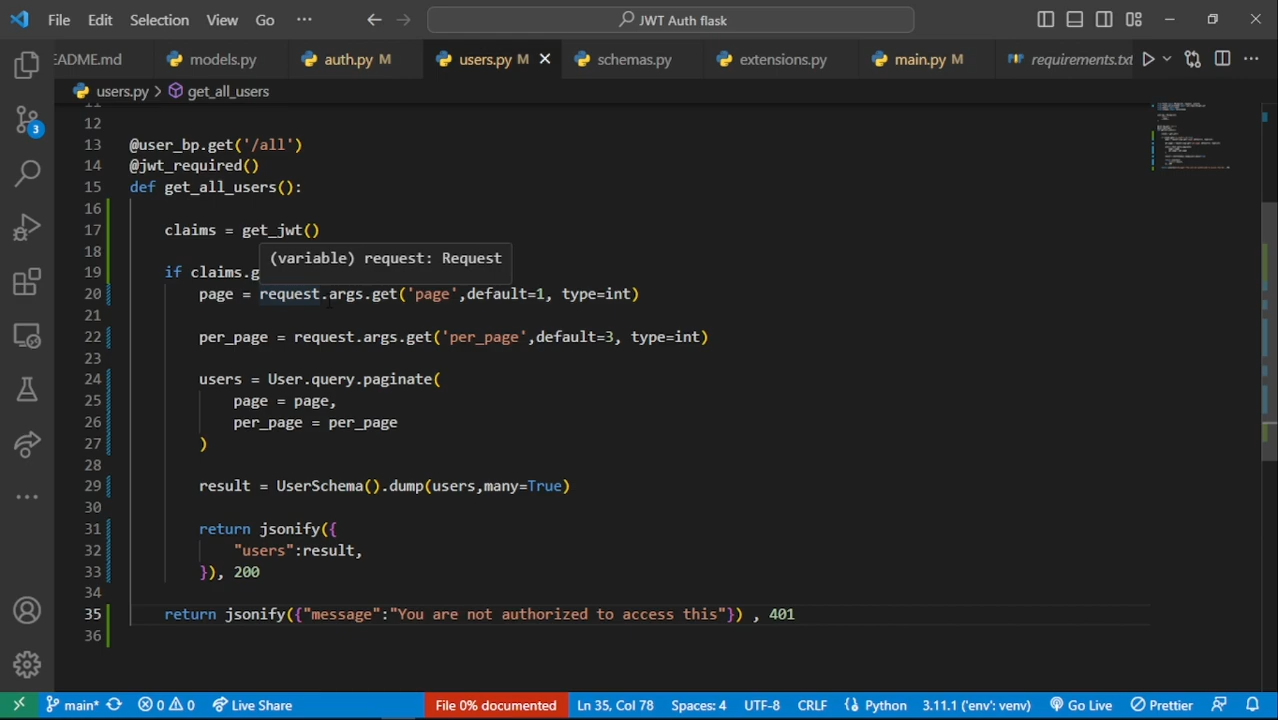 File Edit Selection View Go ··· JWT Auth flask
EADME.md models.py auth.py M users.py M schemas.py extensions.py main.py M requirements.txt
users.py > get_all_users
3
12
13 @user_bp.get('/all')
14 @jwt_required()
15 def get_all_users():
16
17 claims = get_jwt()
18
(variable) request: Request
19 if claims.g
20 page = request.args.get('page',default=1, type=int)
21
22 per_page = request.args.get('per_page',default=3, type=int)
23
24 users = User.query.paginate(
25 page = page,
26 per_page = per_page
27 )
28
29 result = UserSchema().dump(users,many=True)
30
31 return jsonify({
32 "users":result,
33 }), 200
34
35 return jsonify({"message":"You are not authorized to access this"}) , 401
36
main* 0 0 Live Share File 0% documented Ln 35, Col 78 Spaces: 4 UTF-8 CRLF Python 3.11.1 ('env': venv) Go Live Prettier